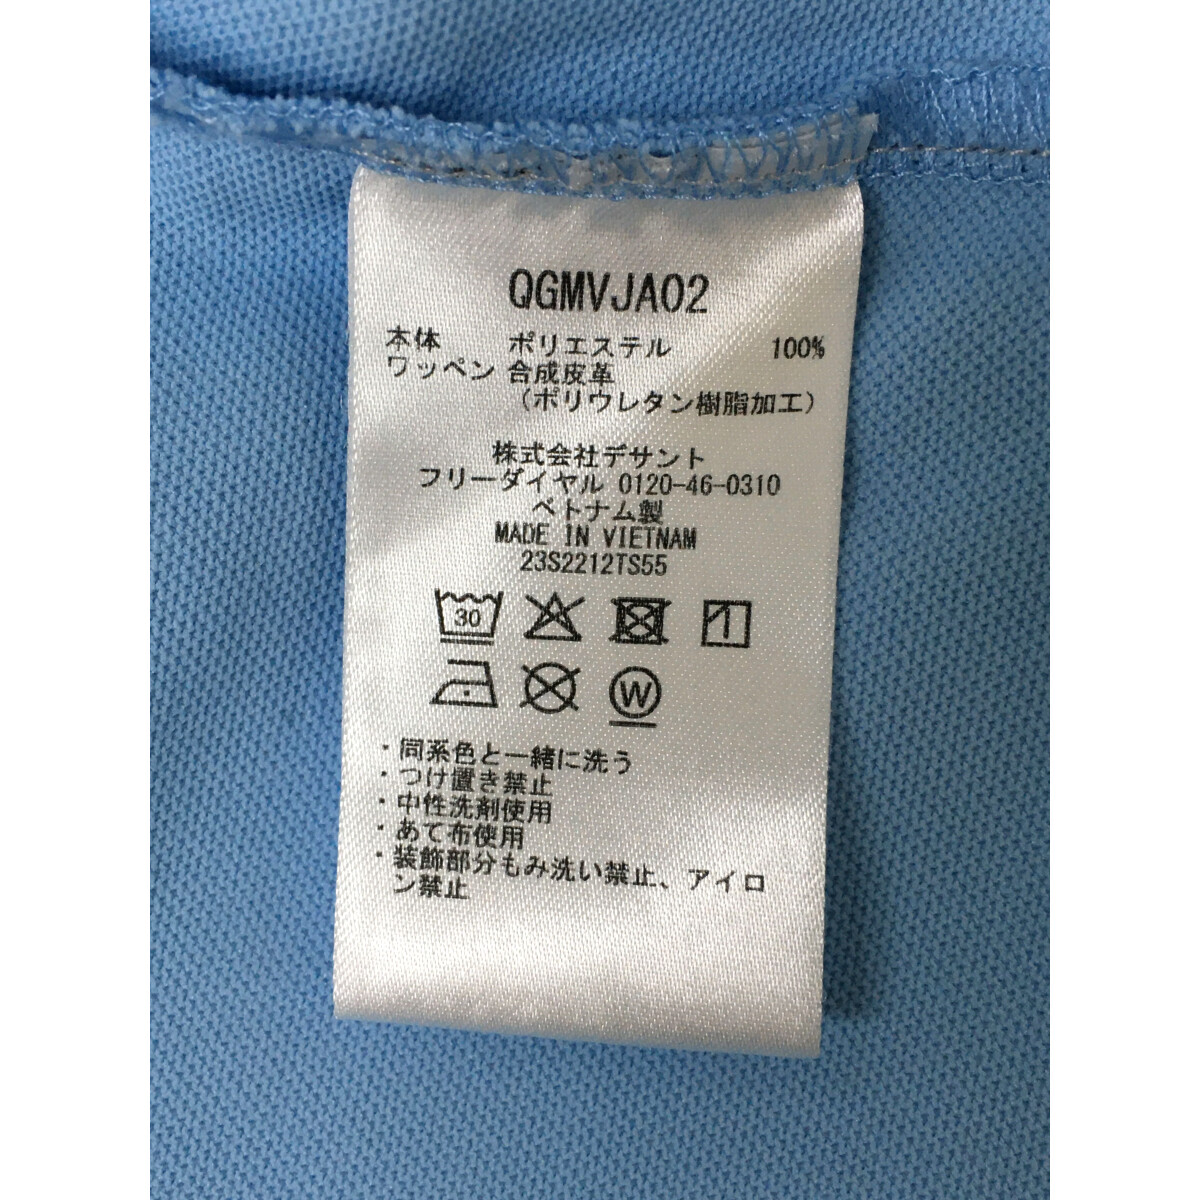 QGMVJA02
本体 ポリエステル 100%
ワッペン 合成皮革
（ポリウレタン樹脂加工）
株式会社デサント
フリーダイヤル 0120-46-0310
ベトナム製
MADE IN VIETNAM
23S2212TS55
30
W
・同系色と一緒に洗う
・つけ置き禁止
・中性洗剤使用
・あて布使用
・装飾部分もみ洗い禁止、アイロ
ン禁止